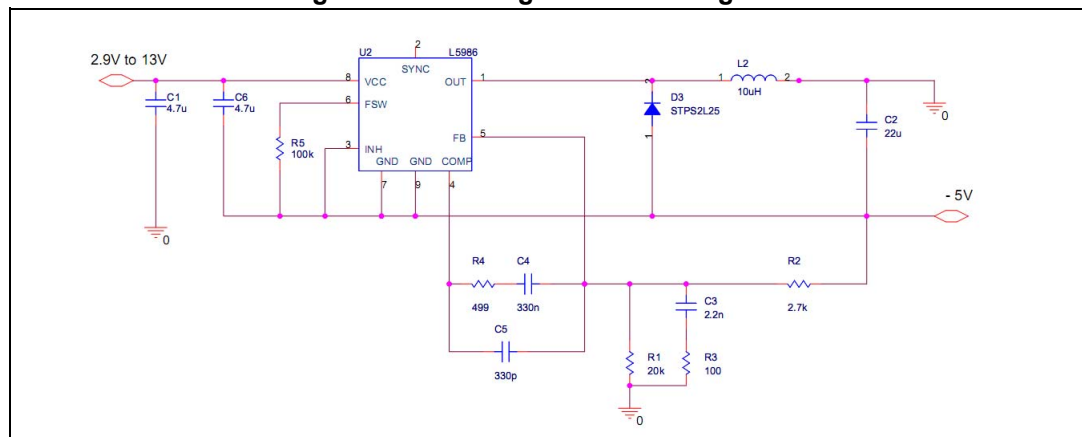 2.9V to 13V
U2
L5986
2
SYNC
8
VCC
OUT
1
6
FSW
FB
5
3
INH
GND
GND
COMP
7
9
4
C1
4.7u
C6
4.7u
R5
100k
0
2
D3
STPS2L25
1
L2
1
2
10uH
0
C2
22u
- 5V
R4
499
C4
330n
C5
330p
C3
2.2n
R2
2.7k
R1
20k
R3
100
0